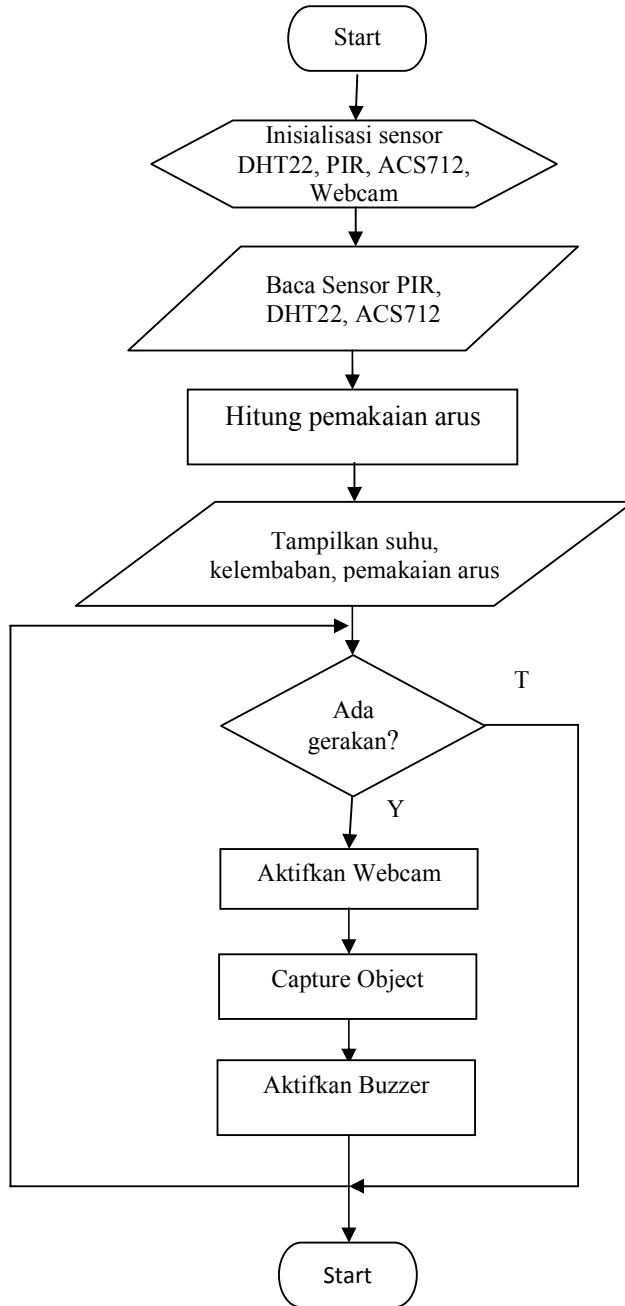 Start
Inisialisasi sensor
DHT22, PIR, ACS712,
Webcam
Baca Sensor PIR,
DHT22, ACS712
Hitung pemakaian arus
Tampilkan suhu,
kelembaban, pemakaian arus
T
Ada
gerakan?
Y
Aktifkan Webcam
Capture Object
Aktifkan Buzzer
Start